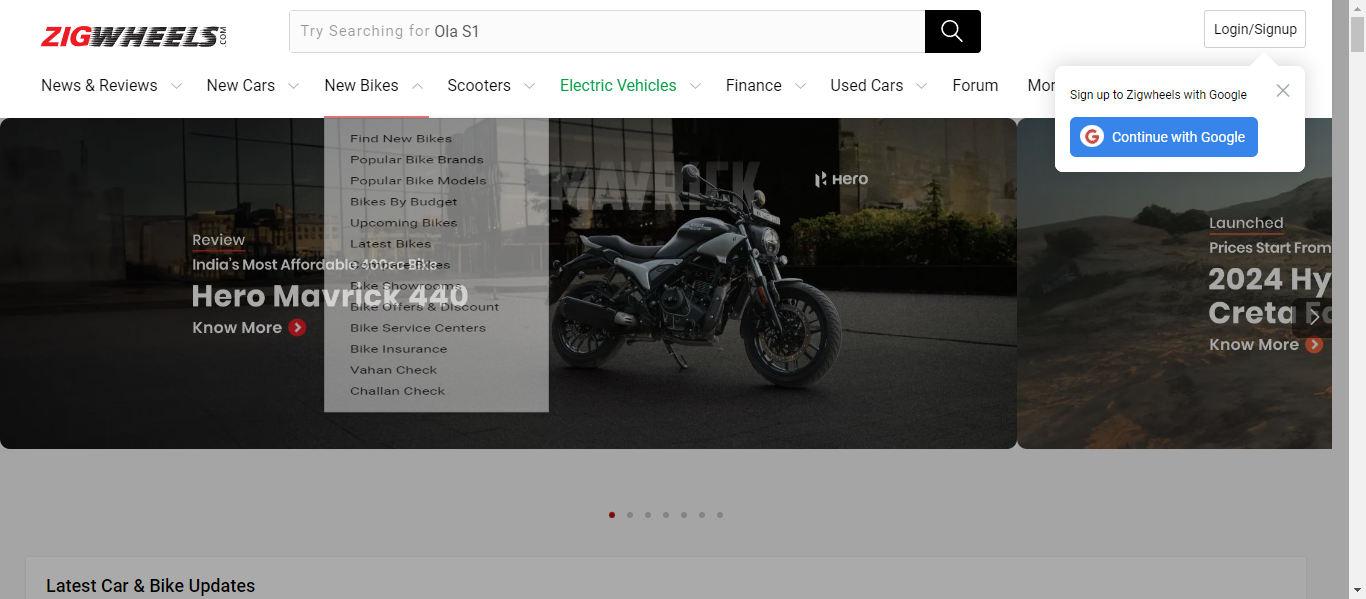 ZIGWHEELS.COM
Try Searching for Ola S1
Login/Signup
News & Reviews
New Cars
New Bikes
Scooters
Electric Vehicles
Finance
Used Cars
Forum
Mor
Sign up to Zigwheels with Google
Continue with Google
Find New Bikes
Popular Bike Brands
Popular Bike Models
Bikes By Budget
Upcoming Bikes
Latest Bikes
Bike Showrooms
Bike Offers & Discount
Bike Service Centers
Bike Insurance
Vahan Check
Challan Check
MAVRICK
Hero
Review
India's Most Affordable 400cc Bike
Hero Mavrick 440
Know More
Launched
Prices Start From
2024 Hy
Creta
Know More
Latest Car & Bike Updates